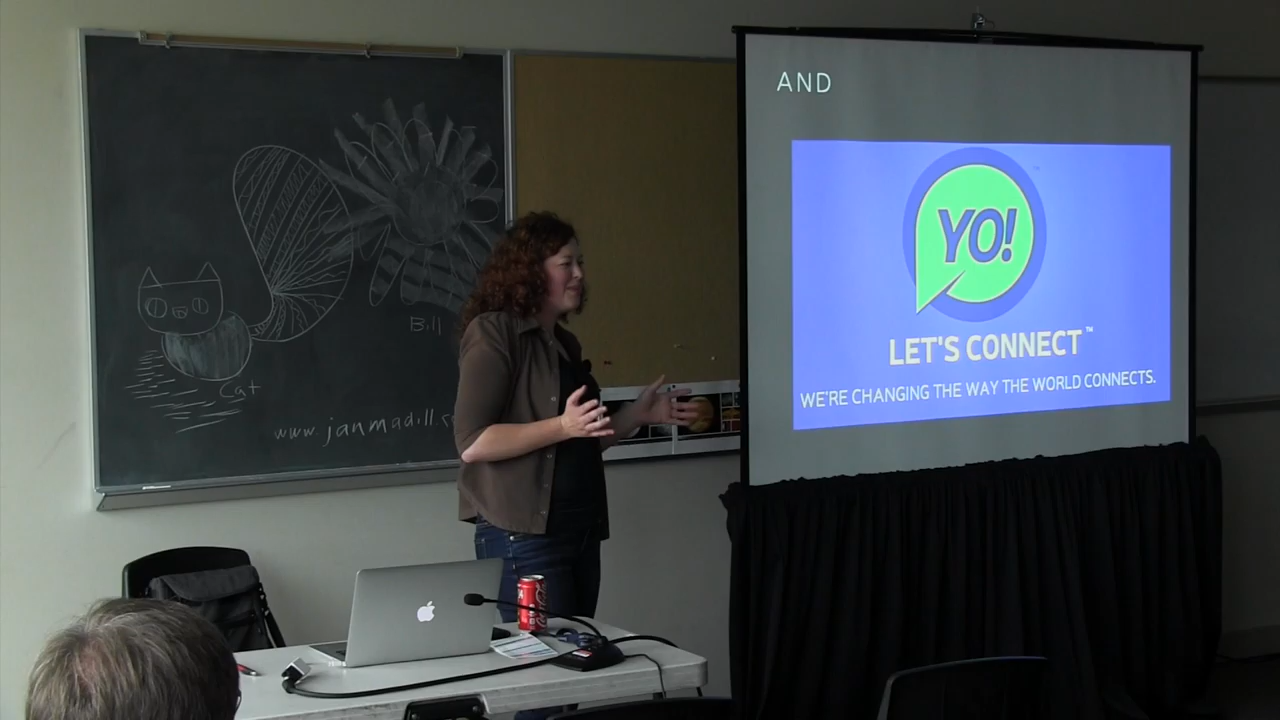 Bill
Cat
www.janmadill.
AND
YO!
LET'S CONNECT™
WE'RE CHANGING THE WAY THE WORLD CONNECTS.